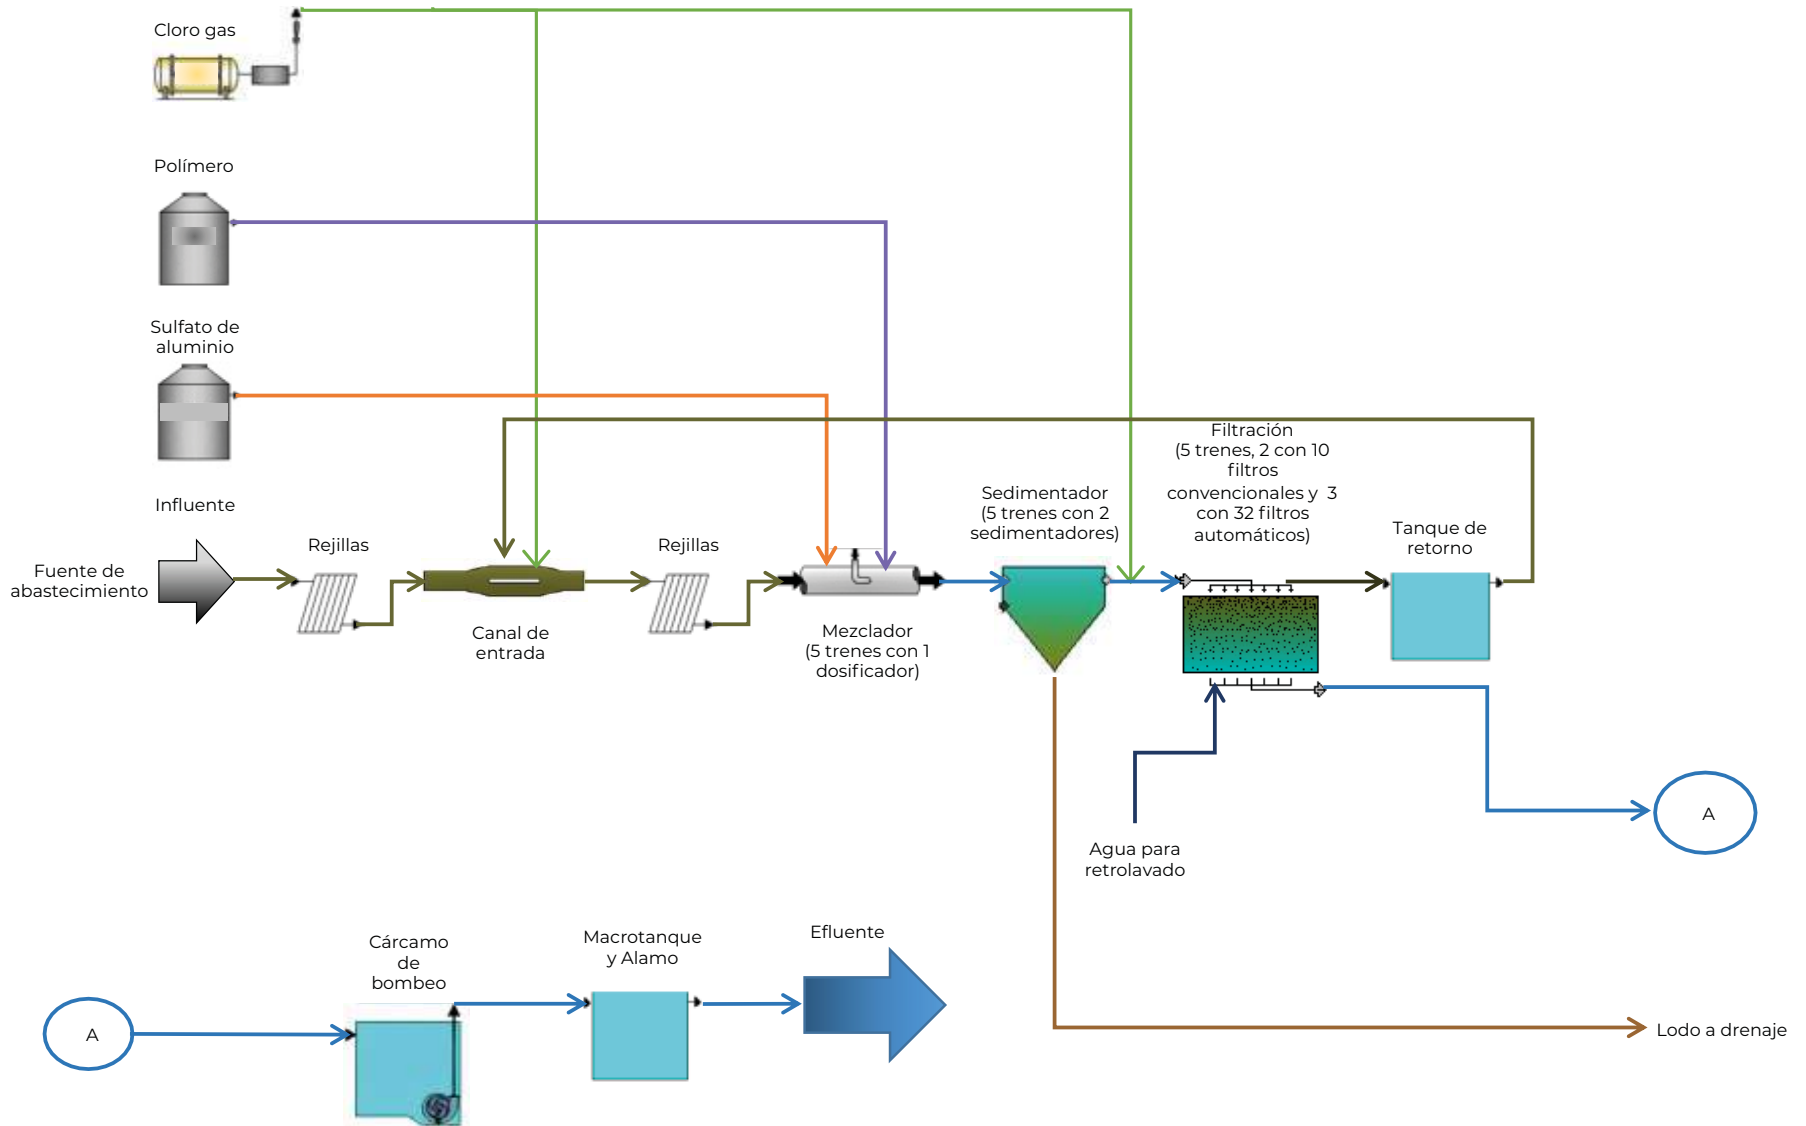 Cloro gas
Polímero
Sulfato de
aluminio
Influente
Fuente de
abastecimiento
Rejillas
Canal de
entrada
Rejillas
Mezclador
(5 trenes con 1
dosificador)
Sedimentador
(5 trenes con 2
sedimentadores)
Filtración
(5 trenes, 2 con 10
filtros
convencionales y 3
con 32 filtros
automáticos)
Tanque de
retorno
Agua para
retrolavado
A
Lodo a drenaje
A
Cárcamo
de
bombeo
Macrotanque
y Alamo
Efluente